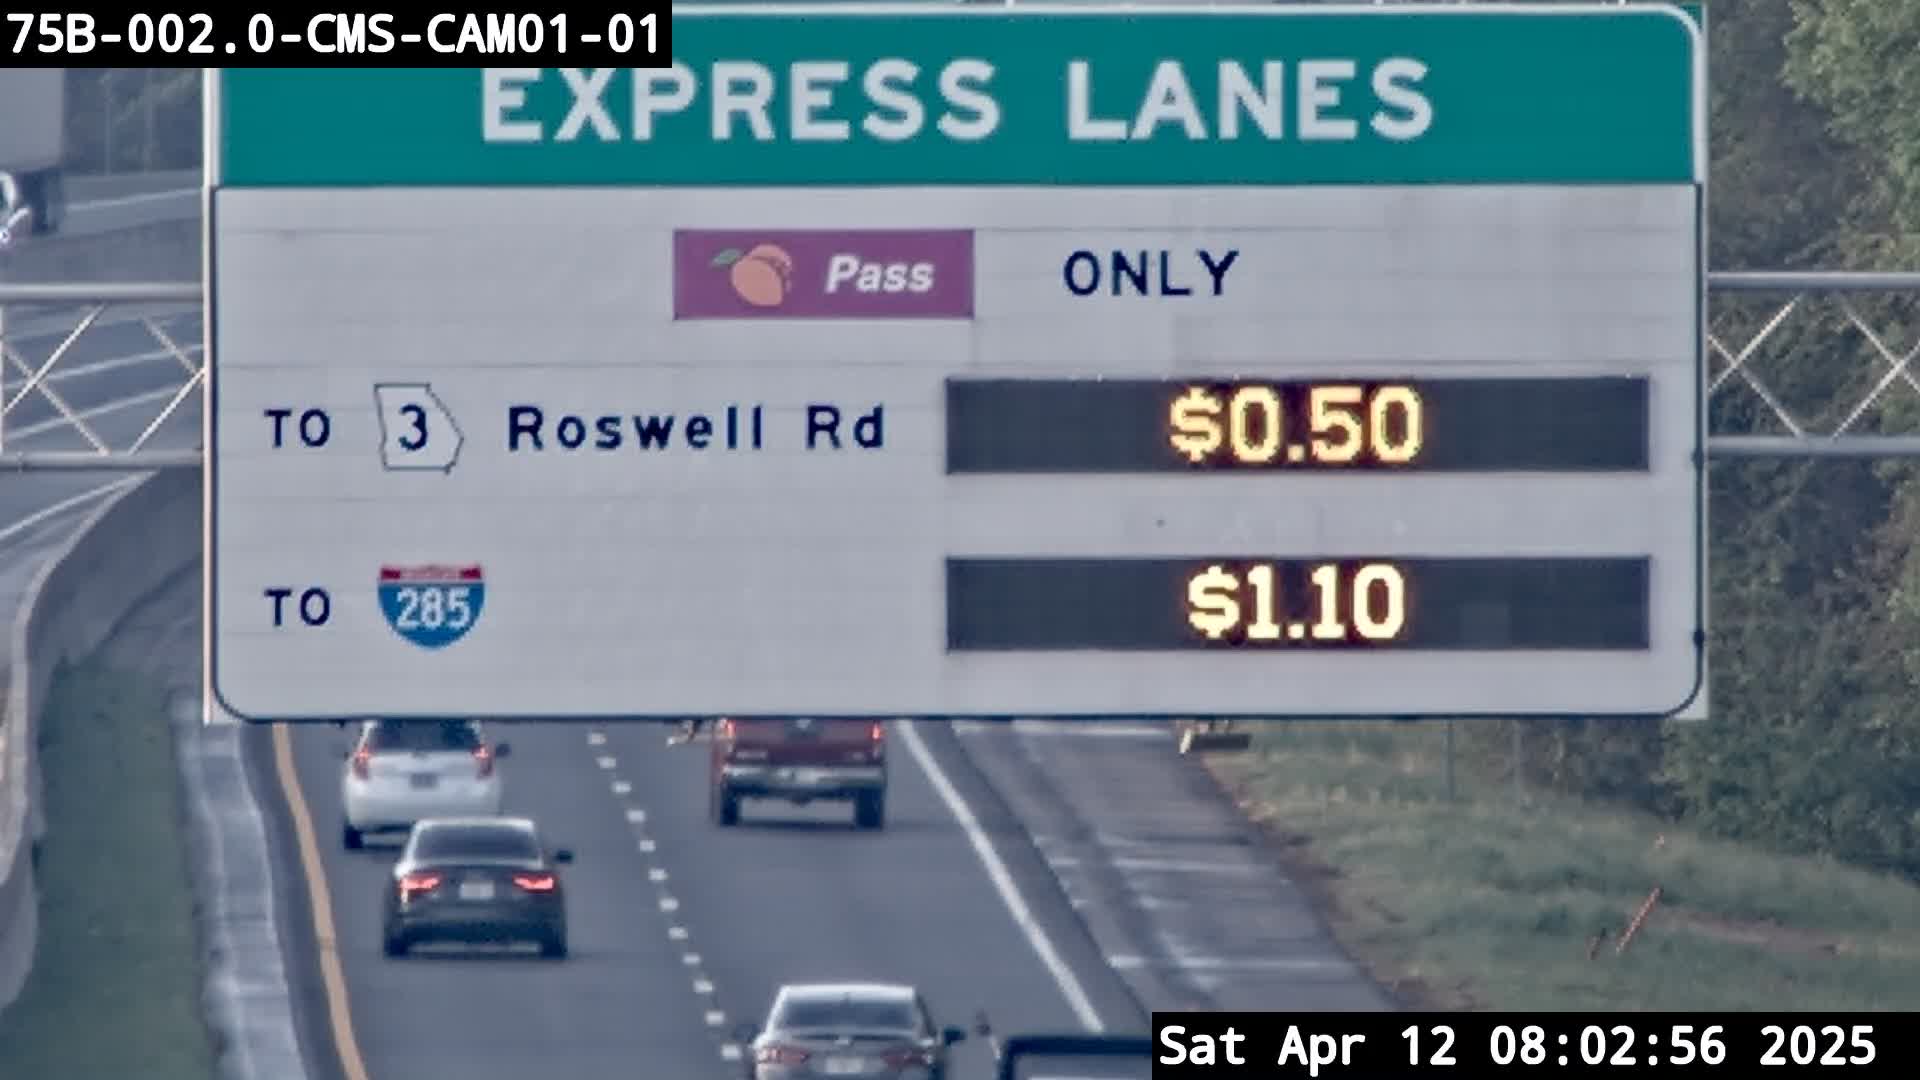 75B-002.0-CMS-CAM01-01
EXPRESS LANES
Pass ONLY
TO 3 Roswell Rd $0.50
TO 285 $1.10
Sat Apr 12 08:02:56 2025